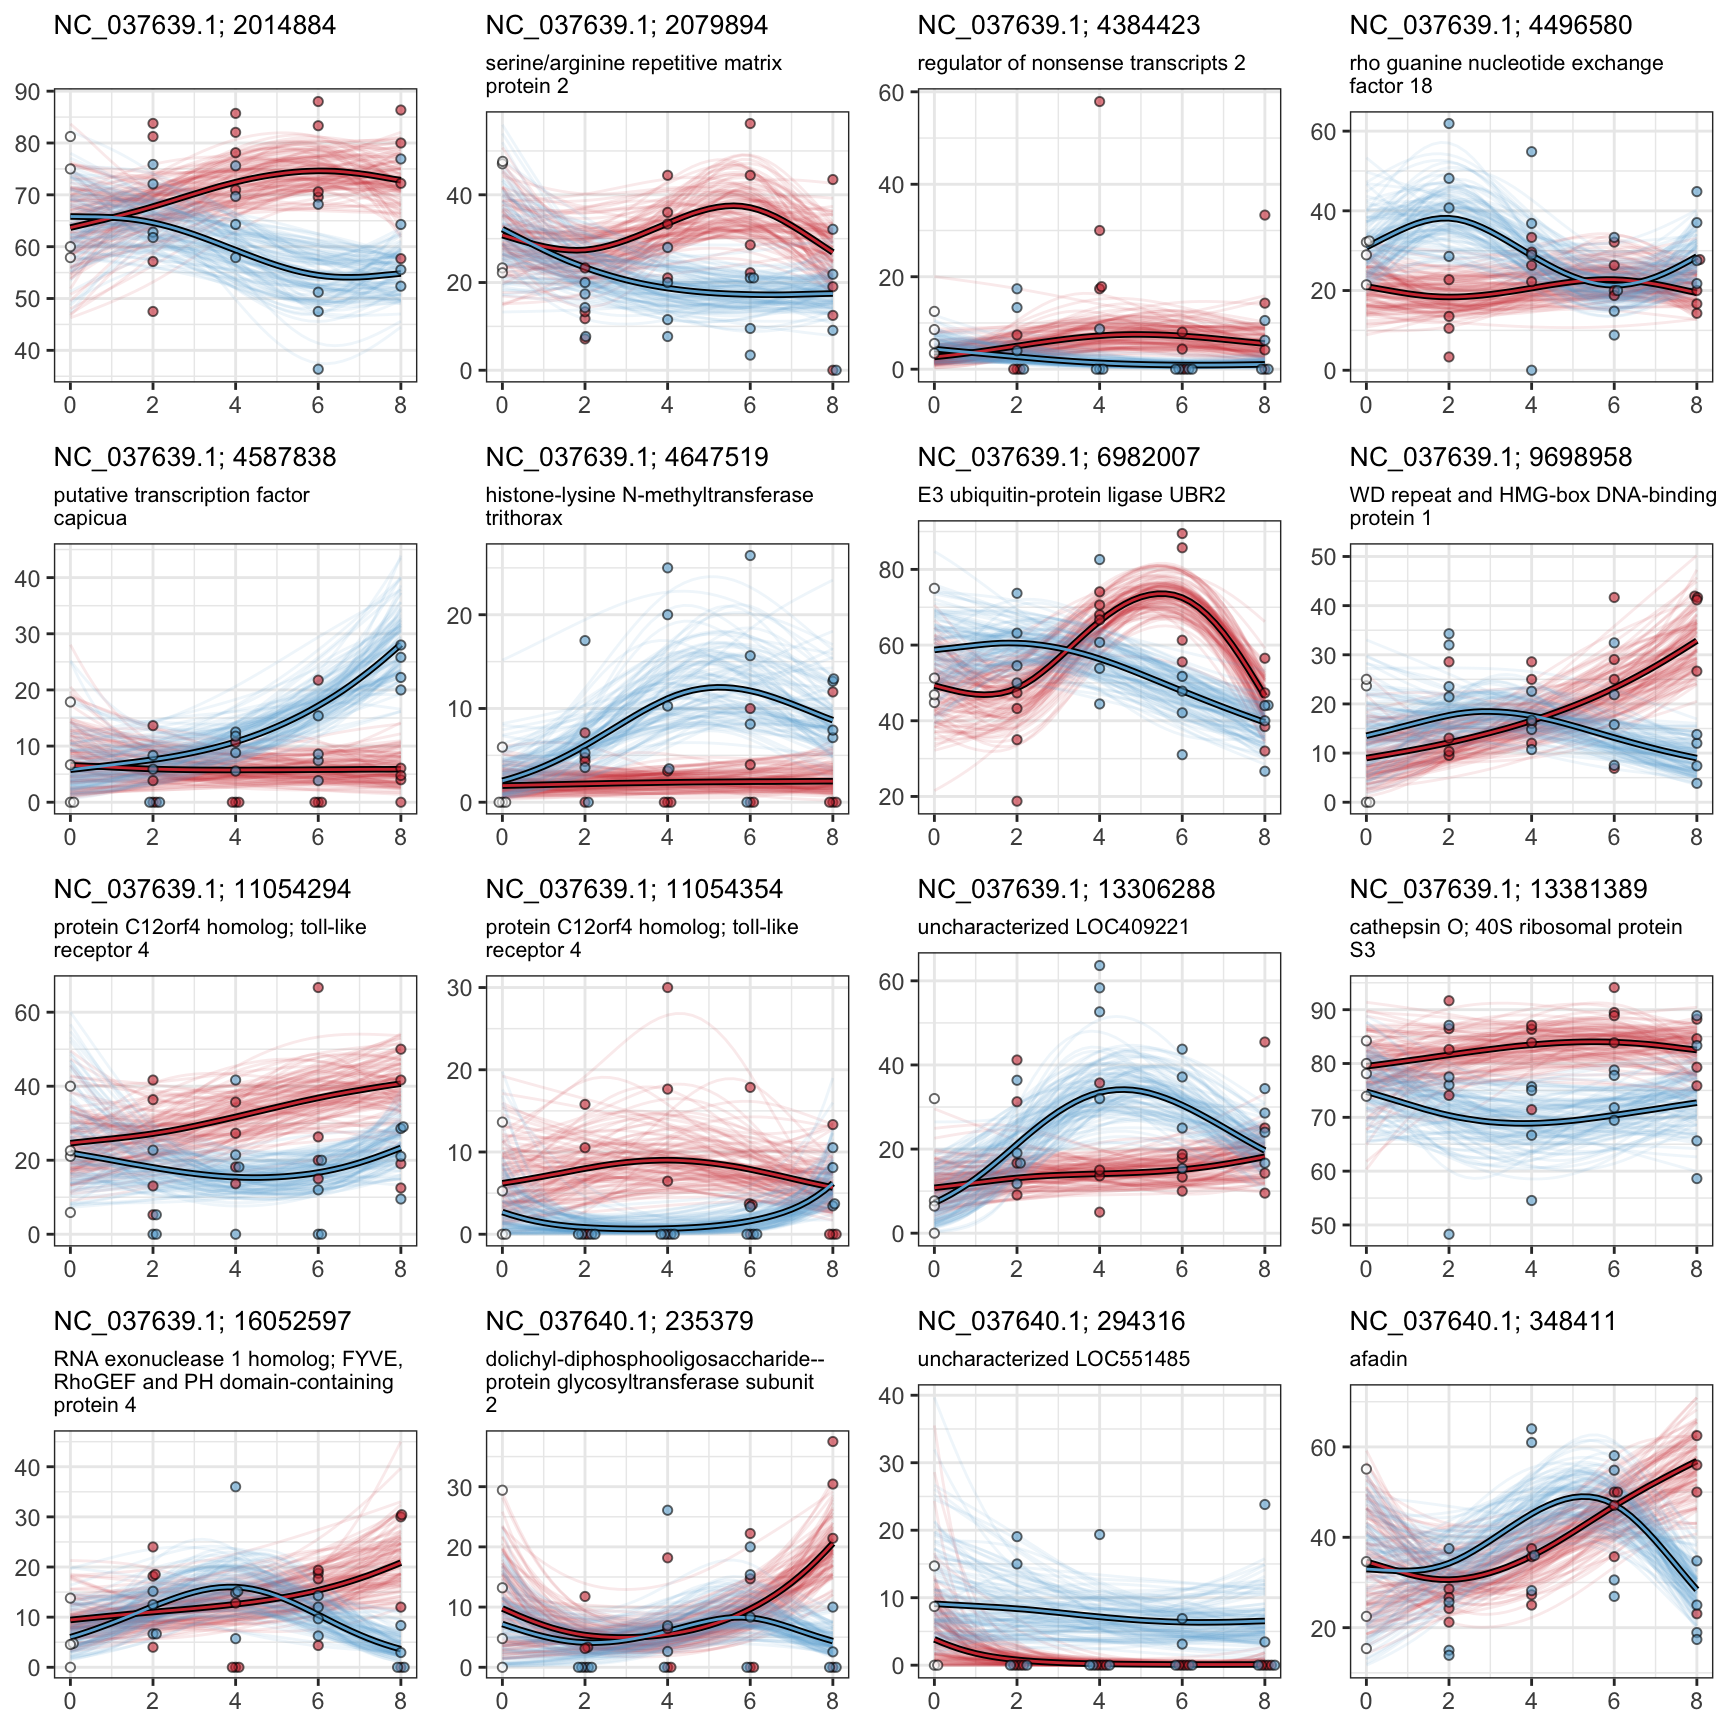 NC_037639.1; 2014884
NC_037639.1; 2079894
NC_037639.1; 4384423
NC_037639.1; 4496580
serine/arginine repetitive matrix
protein 2
regulator of nonsense transcripts 2
rho guanine nucleotide exchange
factor 18
90
80
70
60
50
40
0 2 4 6 8
40
20
0
0 2 4 6 8
60
40
20
0
0 2 4 6 8
60
40
20
0
0 2 4 6 8
NC_037639.1; 4587838
NC_037639.1; 4647519
NC_037639.1; 6982007
NC_037639.1; 9698958
putative transcription factor
capicua
histone-lysine N-methyltransferase
trithorax
E3 ubiquitin-protein ligase UBR2
WD repeat and HMG-box DNA-binding
protein 1
40
30
20
10
0
0 2 4 6 8
20
10
0
0 2 4 6 8
80
60
40
20
0 2 4 6 8
50
40
30
20
10
0
0 2 4 6 8
NC_037639.1; 11054294
NC_037639.1; 11054354
NC_037639.1; 13306288
NC_037639.1; 13381389
protein C12orf4 homolog; toll-like
receptor 4
protein C12orf4 homolog; toll-like
receptor 4
uncharacterized LOC409221
cathepsin O; 40S ribosomal protein
S3
60
40
20
0
0 2 4 6 8
30
20
10
0
0 2 4 6 8
60
40
20
0
0 2 4 6 8
90
80
70
60
50
0 2 4 6 8
NC_037639.1; 16052597
NC_037640.1; 235379
NC_037640.1; 294316
NC_037640.1; 348411
RNA exonuclease 1 homolog; FYVE,
RhoGEF and PH domain-containing
protein 4
dolichyl-diphosphooligosaccharide--
protein glycosyltransferase subunit
2
uncharacterized LOC551485
afadin
40
30
20
10
0
0 2 4 6 8
30
20
10
0
0 2 4 6 8
40
30
20
10
0
0 2 4 6 8
60
40
20
0 2 4 6 8